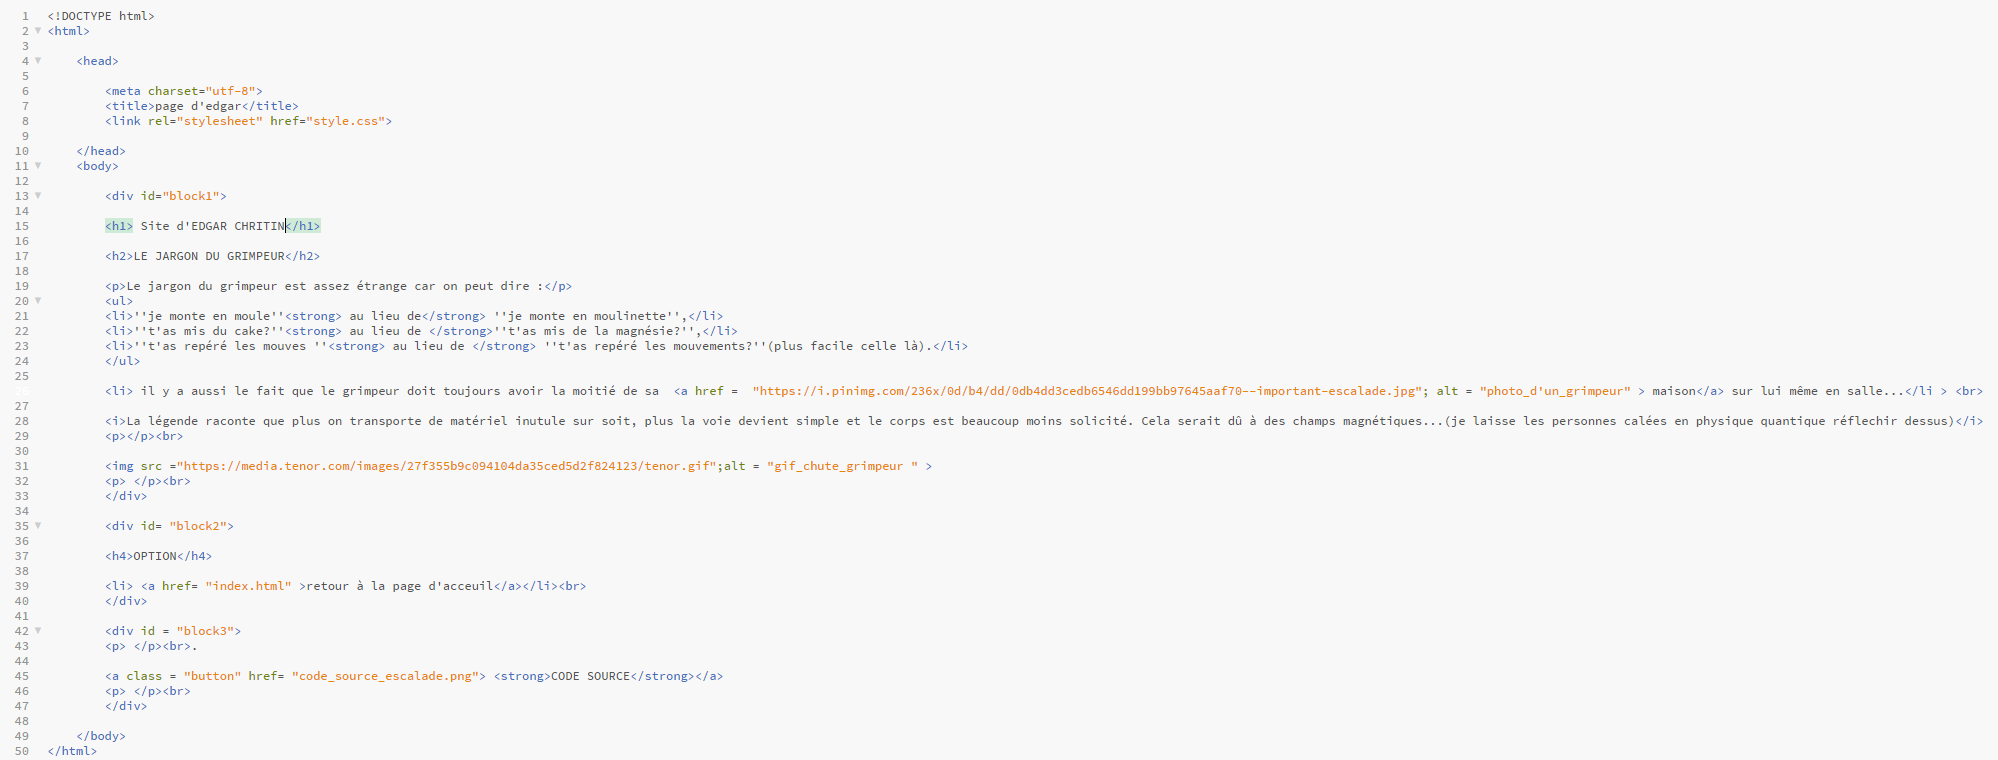 1 <!DOCTYPE html>
2 <html>
3
4 <head>
5
6 <meta charset="utf-8">
7 <title>page d'edgar</title>
8 <link rel="stylesheet" href="style.css">
9
10 </head>
11 <body>
12
13 <div id="block1">
14
15 <h1> Site d'EDGAR CHRITIN</h1>
16
17 <h2>LE JARGON DU GRIMPEUR</h2>
18
19 <p>Le jargon du grimpeur est assez étrange car on peut dire :</p>
20 <ul>
21 <li>''je monte en moule''<strong> au lieu de</strong> ''je monte en moulinette'',</li>
22 <li>''t'as mis du cake?''<strong> au lieu de </strong>''t'as mis de la magnésie?'',</li>
23 <li>''t'as repéré les mouves ''<strong> au lieu de </strong> ''t'as repéré les mouvements?''(plus facile celle là).</li>
24 </ul>
25
<li> il y a aussi le fait que le grimpeur doit toujours avoir la moitié de sa  <a href =  "https://i.pinimg.com/236x/0d/b4/dd/0db4dd3cedb6546dd199bb97645aaf70--important-escalade.jpg"; alt = "photo_d'un_grimpeur" > maison</a> sur lui même en salle...</li > <br>
27
28 <i>La légende raconte que plus on transporte de matériel inutule sur soit, plus la voie devient simple et le corps est beaucoup moins solicité. Cela serait dû à des champs magnétiques...(je laisse les personnes calées en physique quantique réflechir dessus)</i>
29 <p></p><br>
30
31 <img src ="https://media.tenor.com/images/27f355b9c094104da35ced5d2f824123/tenor.gif";alt = "gif_chute_grimpeur " >
32 <p> </p><br>
33 </div>
34
35 <div id= "block2">
36
37 <h4>OPTION</h4>
38
39 <li> <a href= "index.html" >retour à la page d'acceuil</a></li><br>
40 </div>
41
42 <div id = "block3">
43 <p> </p><br>.
44
45 <a class = "button" href= "code_source_escalade.png"> <strong>CODE SOURCE</strong></a>
46 <p> </p><br>
47 </div>
48
49 </body>
50 </html>